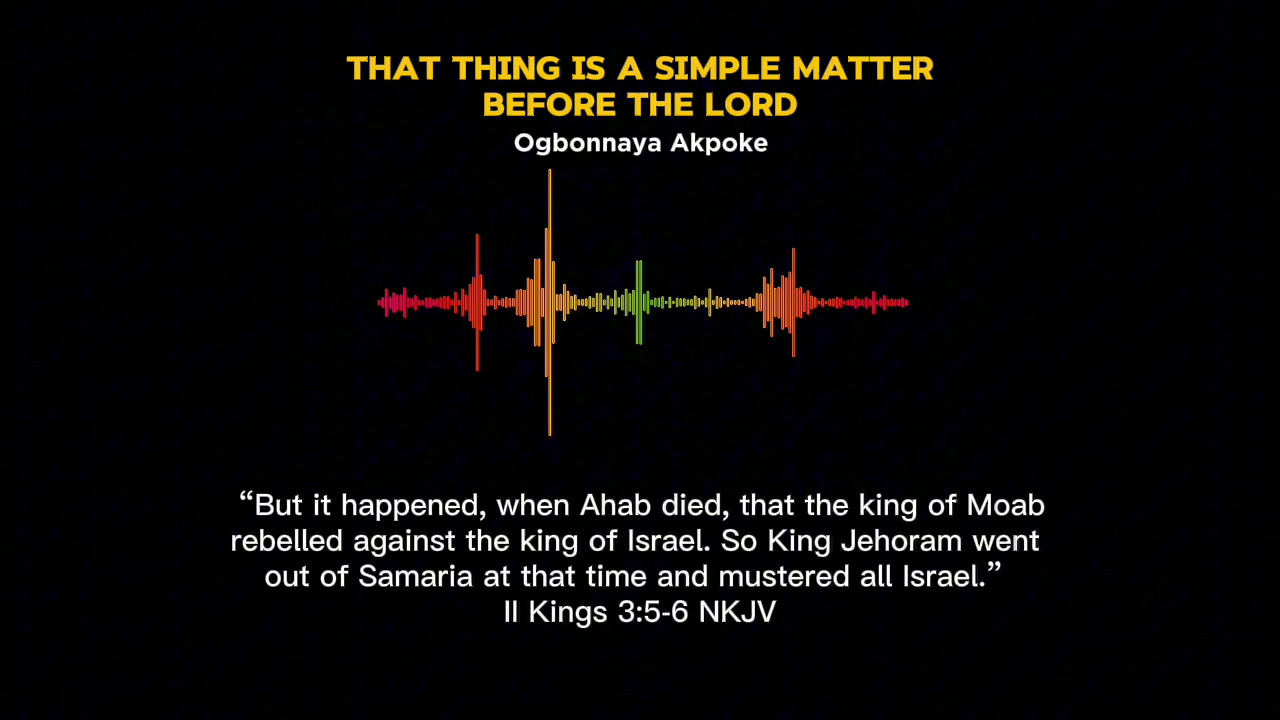 THAT THING IS A SIMPLE MATTER
BEFORE THE LORD
Ogbonnaya Akpoke
“But it happened, when Ahab died, that the king of Moab
rebelled against the king of Israel. So King Jehoram went
out of Samaria at that time and mustered all Israel.”
II Kings 3:5-6 NKJV